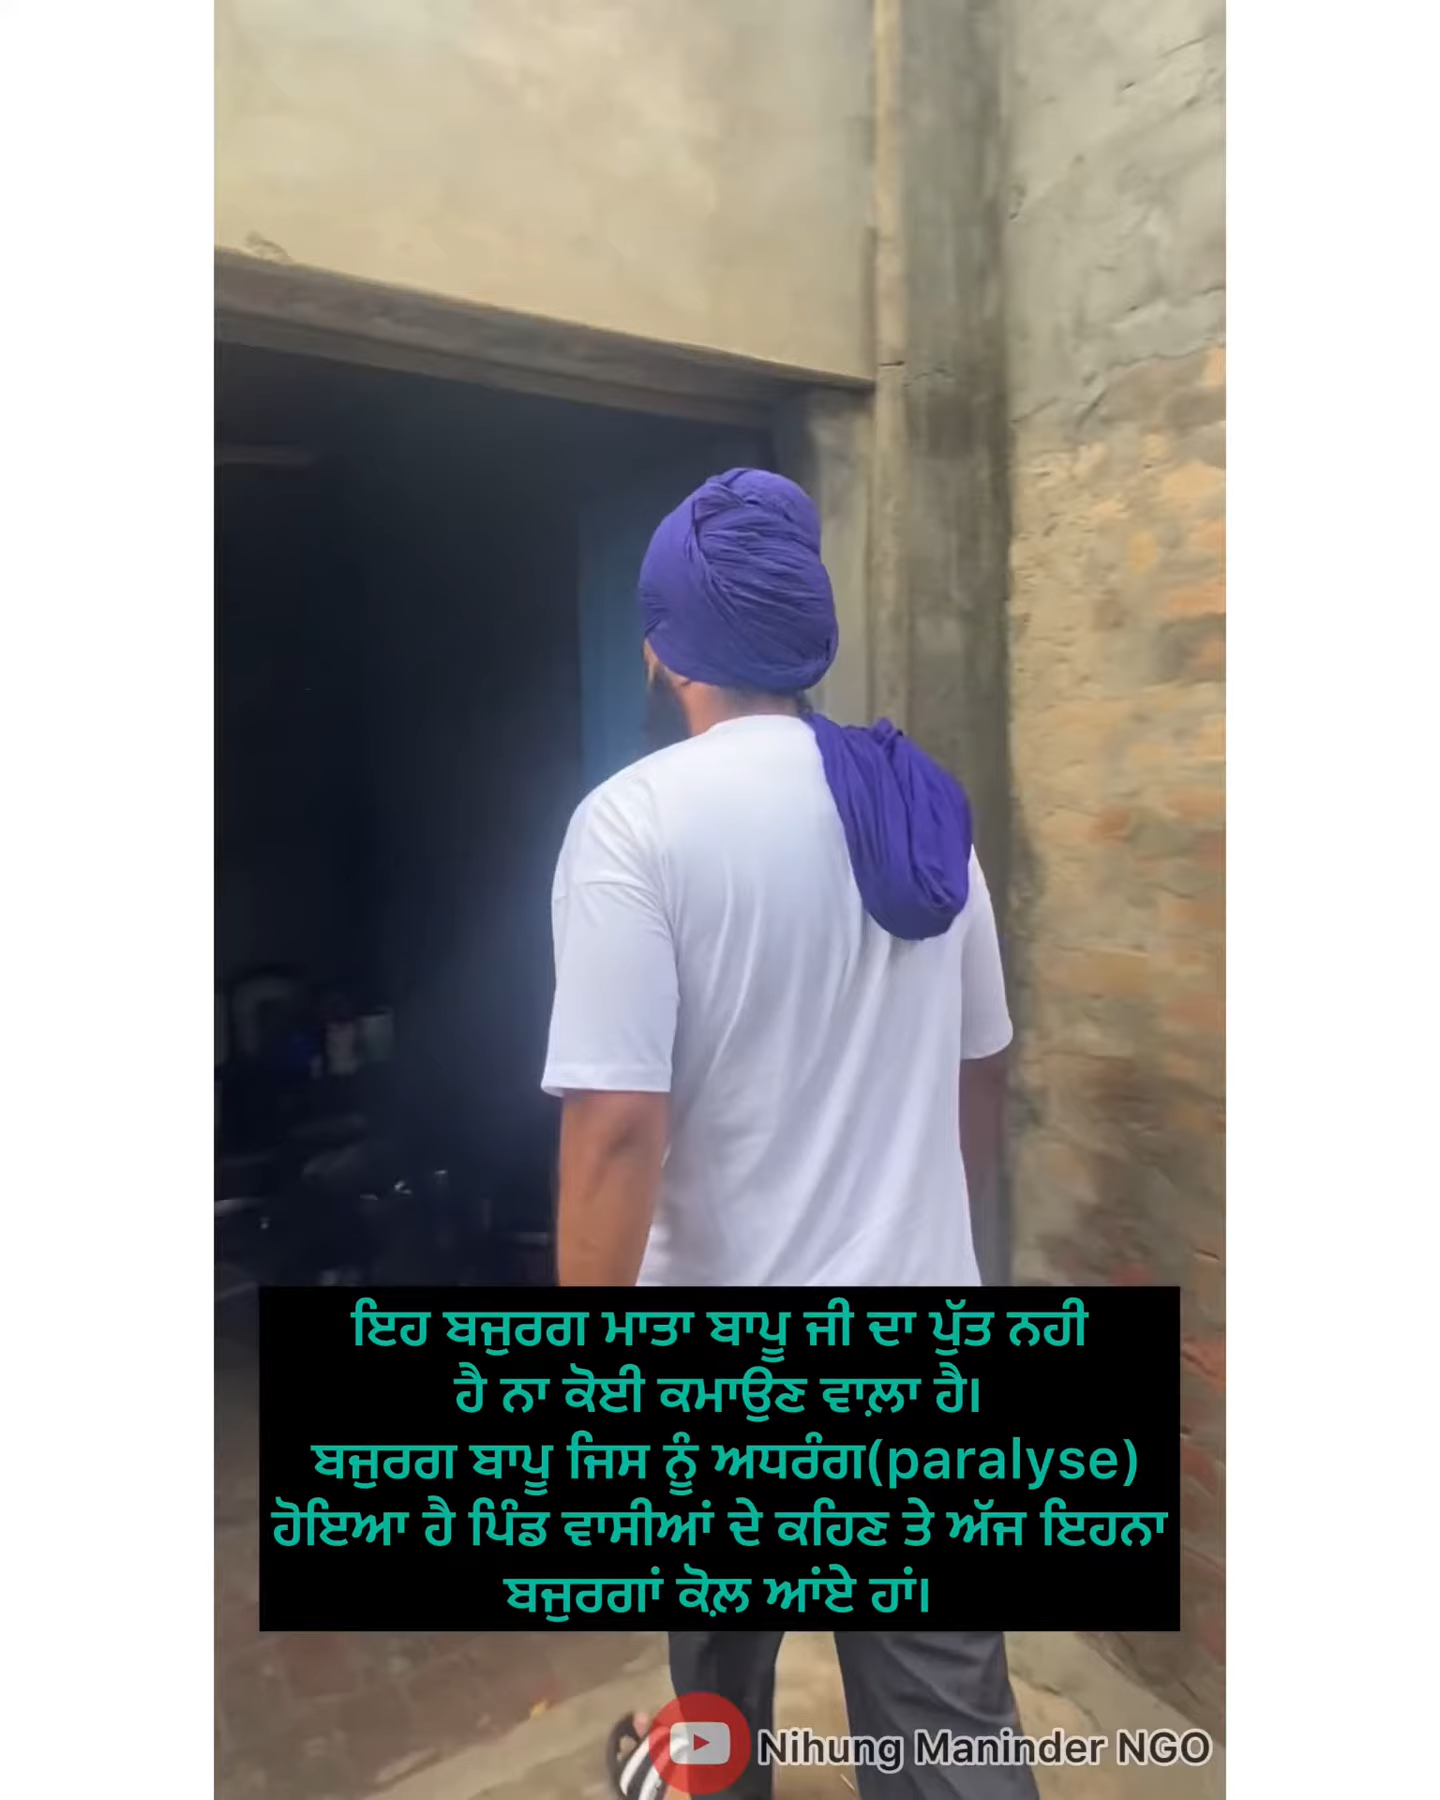 ਇਹ ਬਜੁਰਗ ਮਾਤਾ ਬਾਪੂ ਜੀ ਦਾ ਪੁੱਤ ਨਹੀ
ਹੈ ਨਾ ਕੋਈ ਕਮਾਉਣ ਵਾਲ਼ਾ ਹੈ।
ਬਜੁਰਗ ਬਾਪੂ ਜਿਸ ਨੂੰ ਅਧਰੰਗ(paralyse)
ਹੋਇਆ ਹੈ ਪਿੰਡ ਵਾਸੀਆਂ ਦੇ ਕਹਿਣ ਤੇ ਅੱਜ ਇਹਨਾ
ਬਜੁਰਗਾਂ ਕੋਲ਼ ਆਂਏ ਹਾਂ।
Nihung Maninder NGO